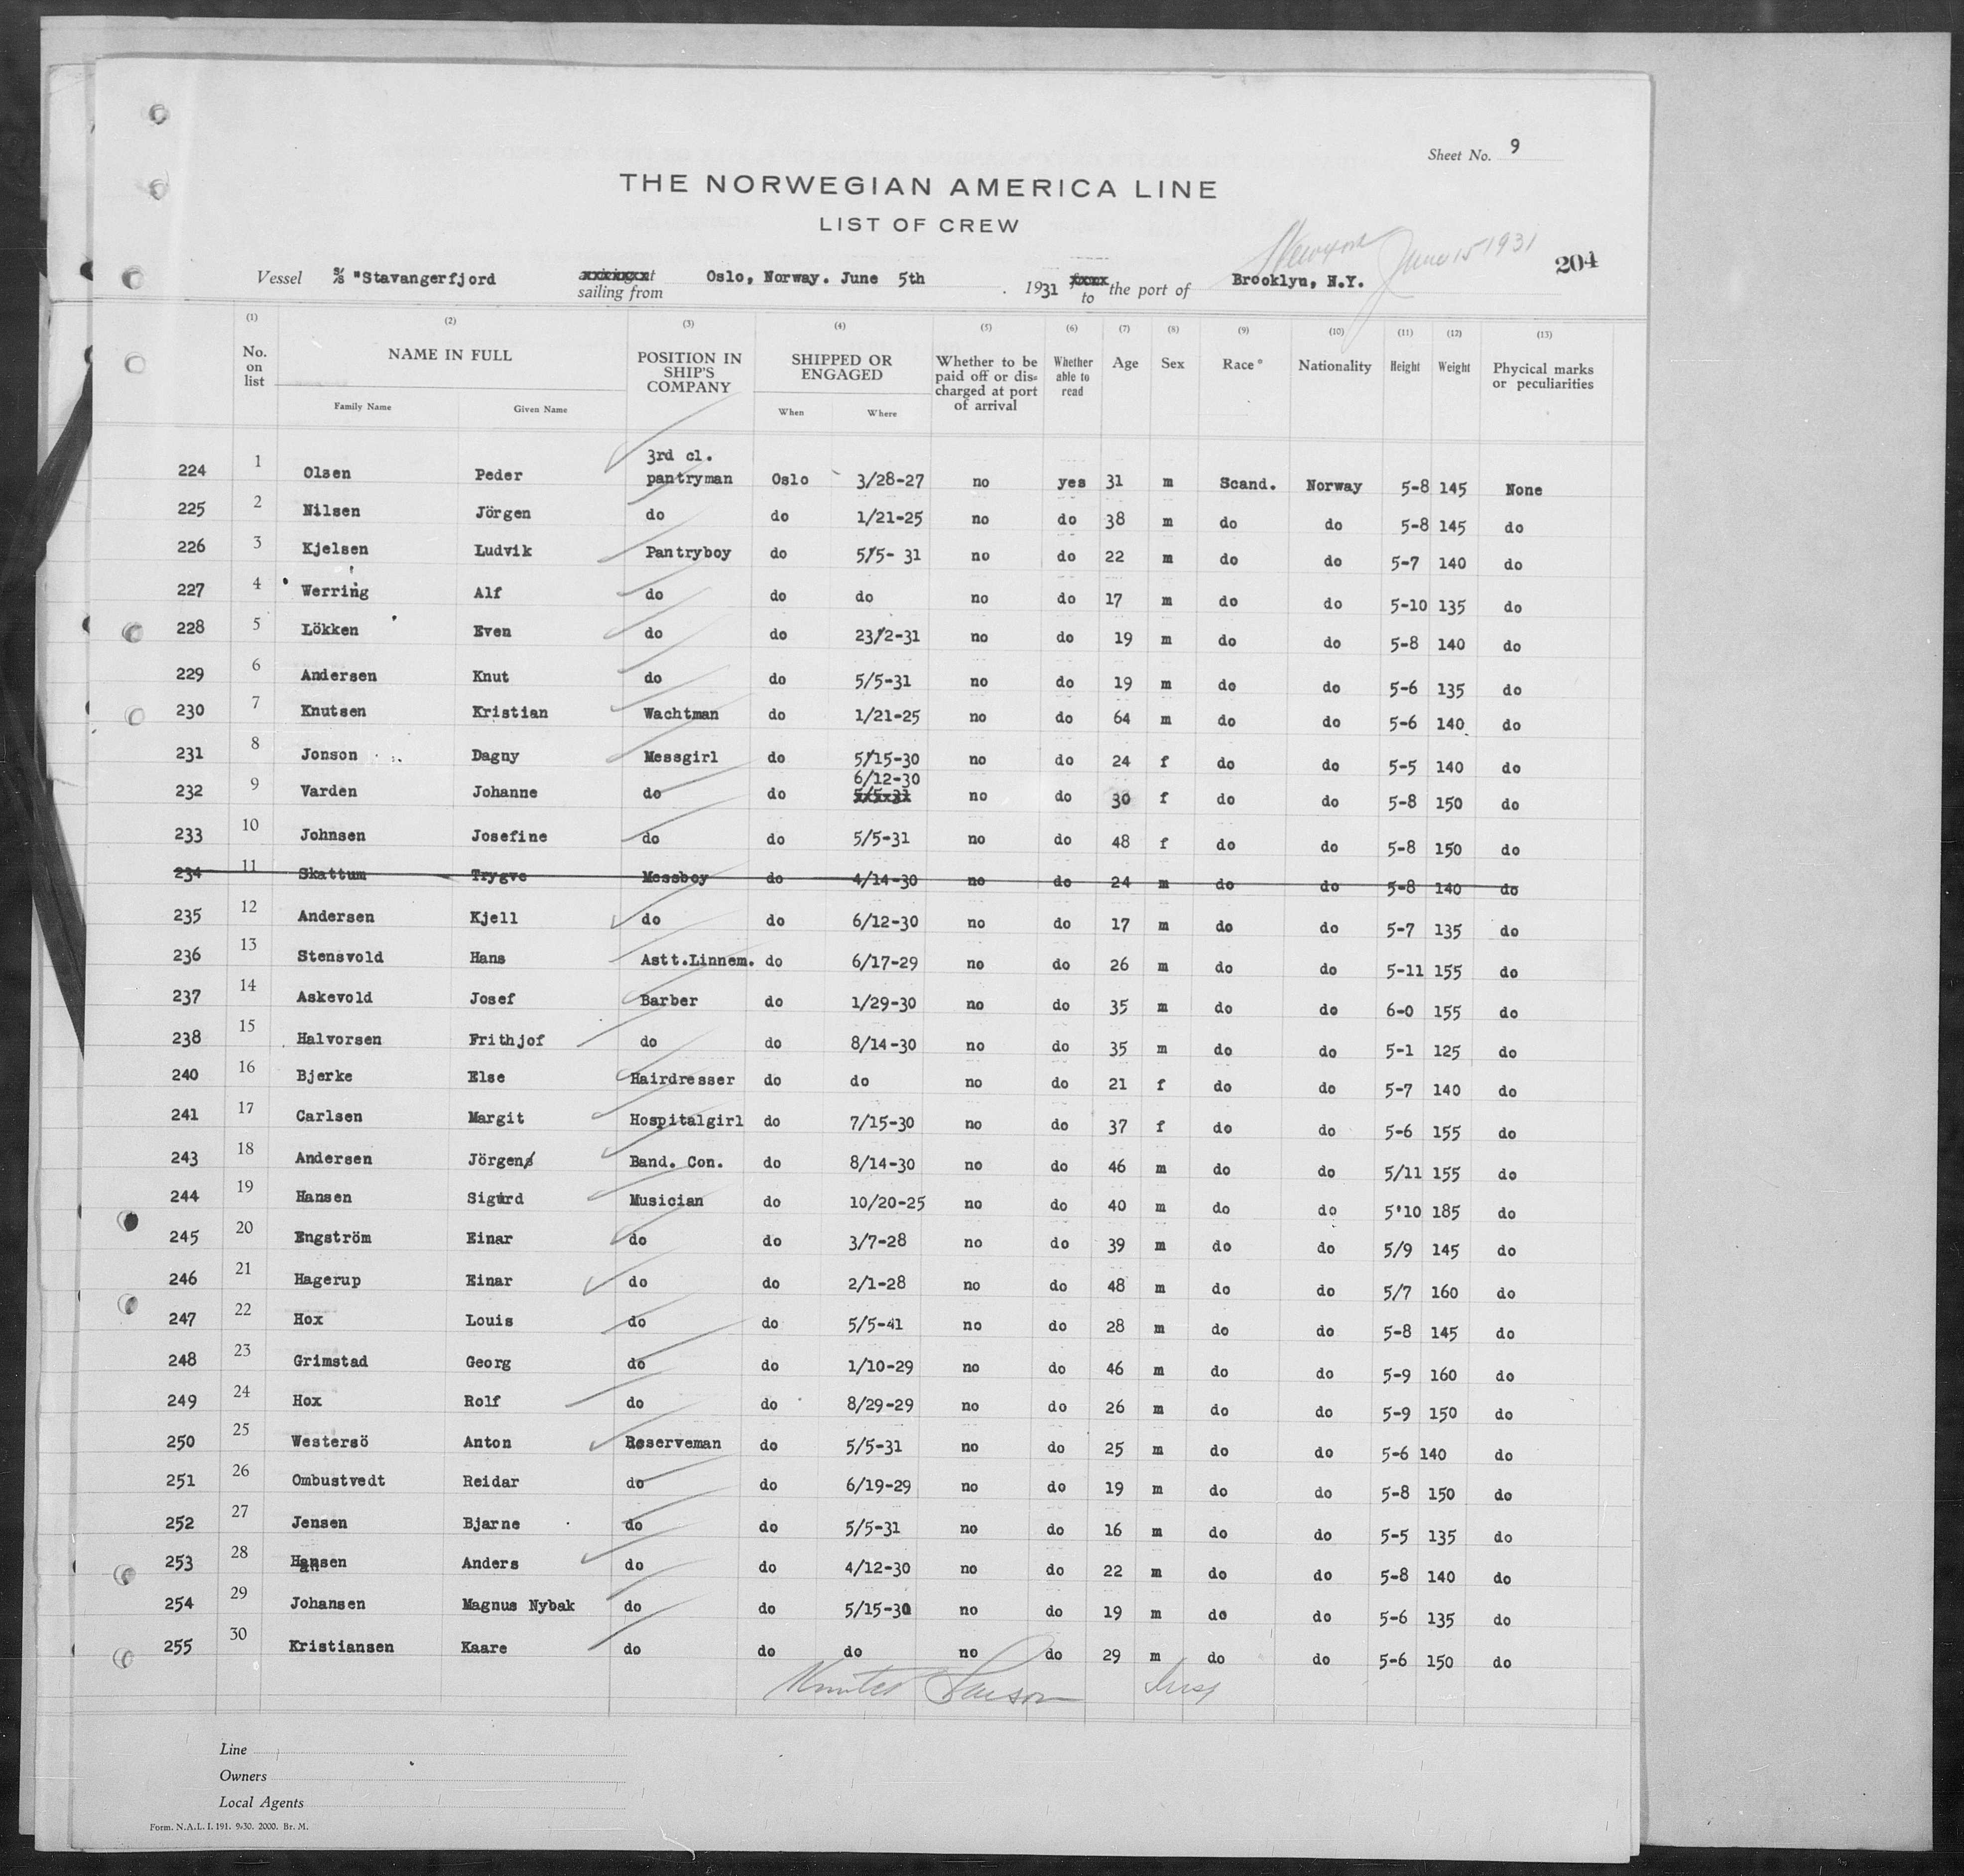 Sheet No. 9
THE NORWEGIAN AMERICA LINE
LIST OF CREW
Newyork June 15 1931
204
Vessel S/S "Stavangerfjord sailing from Oslo, Norway. June 5th . 1931 to the port of Brooklyn, N.Y.
(1) (2) (3) (4) (5) (6) (7) (8) (9) (10) (11) (12) (13)
No. on list NAME IN FULL POSITION IN SHIP'S COMPANY SHIPPED OR ENGAGED Whether to be paid off or discharged at port of arrival Whether able to read Age Sex Race* Nationality Height Weight Phycical marks or peculiarities
Family Name Given Name When Where
224 1 Olsen Peder 3rd cl. pantryman Oslo 3/28-27 no yes 31 m Scand. Norway 5-8 145 None
225 2 Nilsen Jörgen do do 1/21-25 no do 38 m do do 5-8 145 do
226 3 Kjelsen Ludvik Pantryboy do 5/5- 31 no do 22 m do do 5-7 140 do
227 4 Werring Alf do do do no do 17 m do do 5-10 135 do
228 5 Lökken Even do do 23/2-31 no do 19 m do do 5-8 140 do
229 6 Andersen Knut do do 5/5-31 no do 19 m do do 5-6 135 do
230 7 Knutsen Kristian Wachtman do 1/21-25 no do 64 m do do 5-6 140 do
231 8 Jonson Dagny Messgirl do 5/15-30 no do 24 f do do 5-5 140 do
232 9 Varden Johanne do do 6/12-30 5/5-31 no do 30 f do do 5-8 150 do
233 10 Johnsen Josefine do do 5/5-31 no do 48 f do do 5-8 150 do
234 11 Skattum Trygve Messboy do 4/14-30 no do 24 m do do 5-8 140 do
235 12 Andersen Kjell do do 6/12-30 no do 17 m do do 5-7 135 do
236 13 Stensvold Hans Astt.Linnem. do 6/17-29 no do 26 m do do 5-11 155 do
237 14 Askevold Josef Barber do 1/29-30 no do 35 m do do 6-0 155 do
238 15 Halvorsen Frithjof do do 8/14-30 no do 35 m do do 5-1 125 do
240 16 Bjerke Else Hairdresser do do no do 21 f do do 5-7 140 do
241 17 Carlsen Margit Hospitalgirl do 7/15-30 no do 37 f do do 5-6 155 do
243 18 Andersen Jörgen Band. Con. do 8/14-30 no do 46 m do do 5/11 155 do
244 19 Hansen Sigurd Musician do 10/20-25 no do 40 m do do 5'10 185 do
245 20 Engström Einar do do 3/7-28 no do 39 m do do 5/9 145 do
246 21 Hagerup Einar do do 2/1-28 no do 48 m do do 5/7 160 do
247 22 Hox Louis do do 5/5-41 no do 28 m do do 5-8 145 do
248 23 Grimstad Georg do do 1/10-29 no do 46 m do do 5-9 160 do
249 24 Hox Rolf do do 8/29-29 no do 26 m do do 5-9 150 do
250 25 Westersö Anton Reserveman do 5/5-31 no do 25 m do do 5-6 140 do
251 26 Ombustvedt Reidar do do 6/19-29 no do 19 m do do 5-8 150 do
252 27 Jensen Bjarne do do 5/5-31 no do 16 m do do 5-5 135 do
253 28 Hansen Anders do do 4/12-30 no do 22 m do do 5-8 140 do
254 29 Johansen Magnus Nybak do do 5/15-30 no do 19 m do do 5-6 135 do
255 30 Kristiansen Kaare do do do no do 29 m do do 5-6 150 do
Line
Owners
Local Agents
Form. N.A.L. I. 191. 9/30. 2000. Br. M.